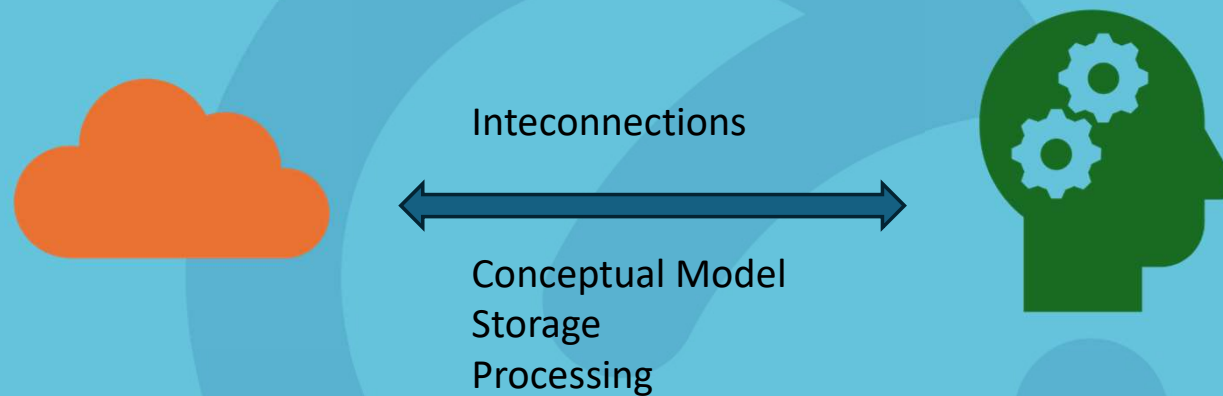 Inteconnections
Conceptual Model
Storage
Processing